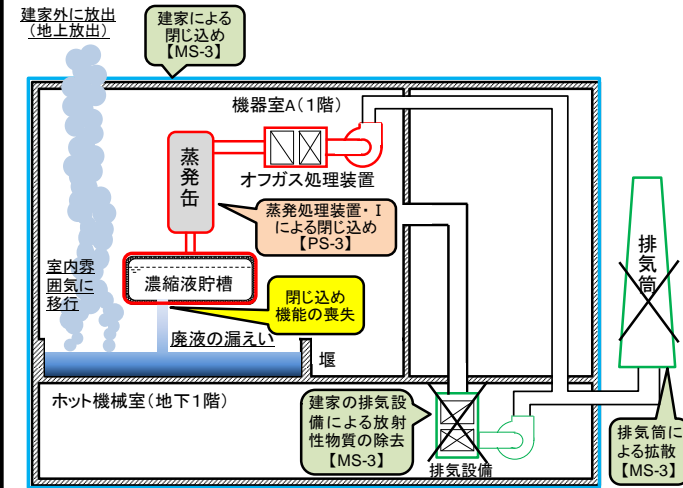 建家外に放出
(地上放出)
建家による
閉じ込め
【MS-3】
機器室A(1階)
蒸
発
缶
オフガス処理装置
蒸発処理装置・Ⅰ
による閉じ込め
【PS-3】
排
気
筒
室内雰
囲気に
移行
濃縮液貯槽
閉じ込め
機能の喪失
廃液の漏えい
堰
ホット機械室(地下1階)
建家の排気設
備による放射
性物質の除去
【MS-3】
排気設備
排気筒に
よる拡散
【MS-3】